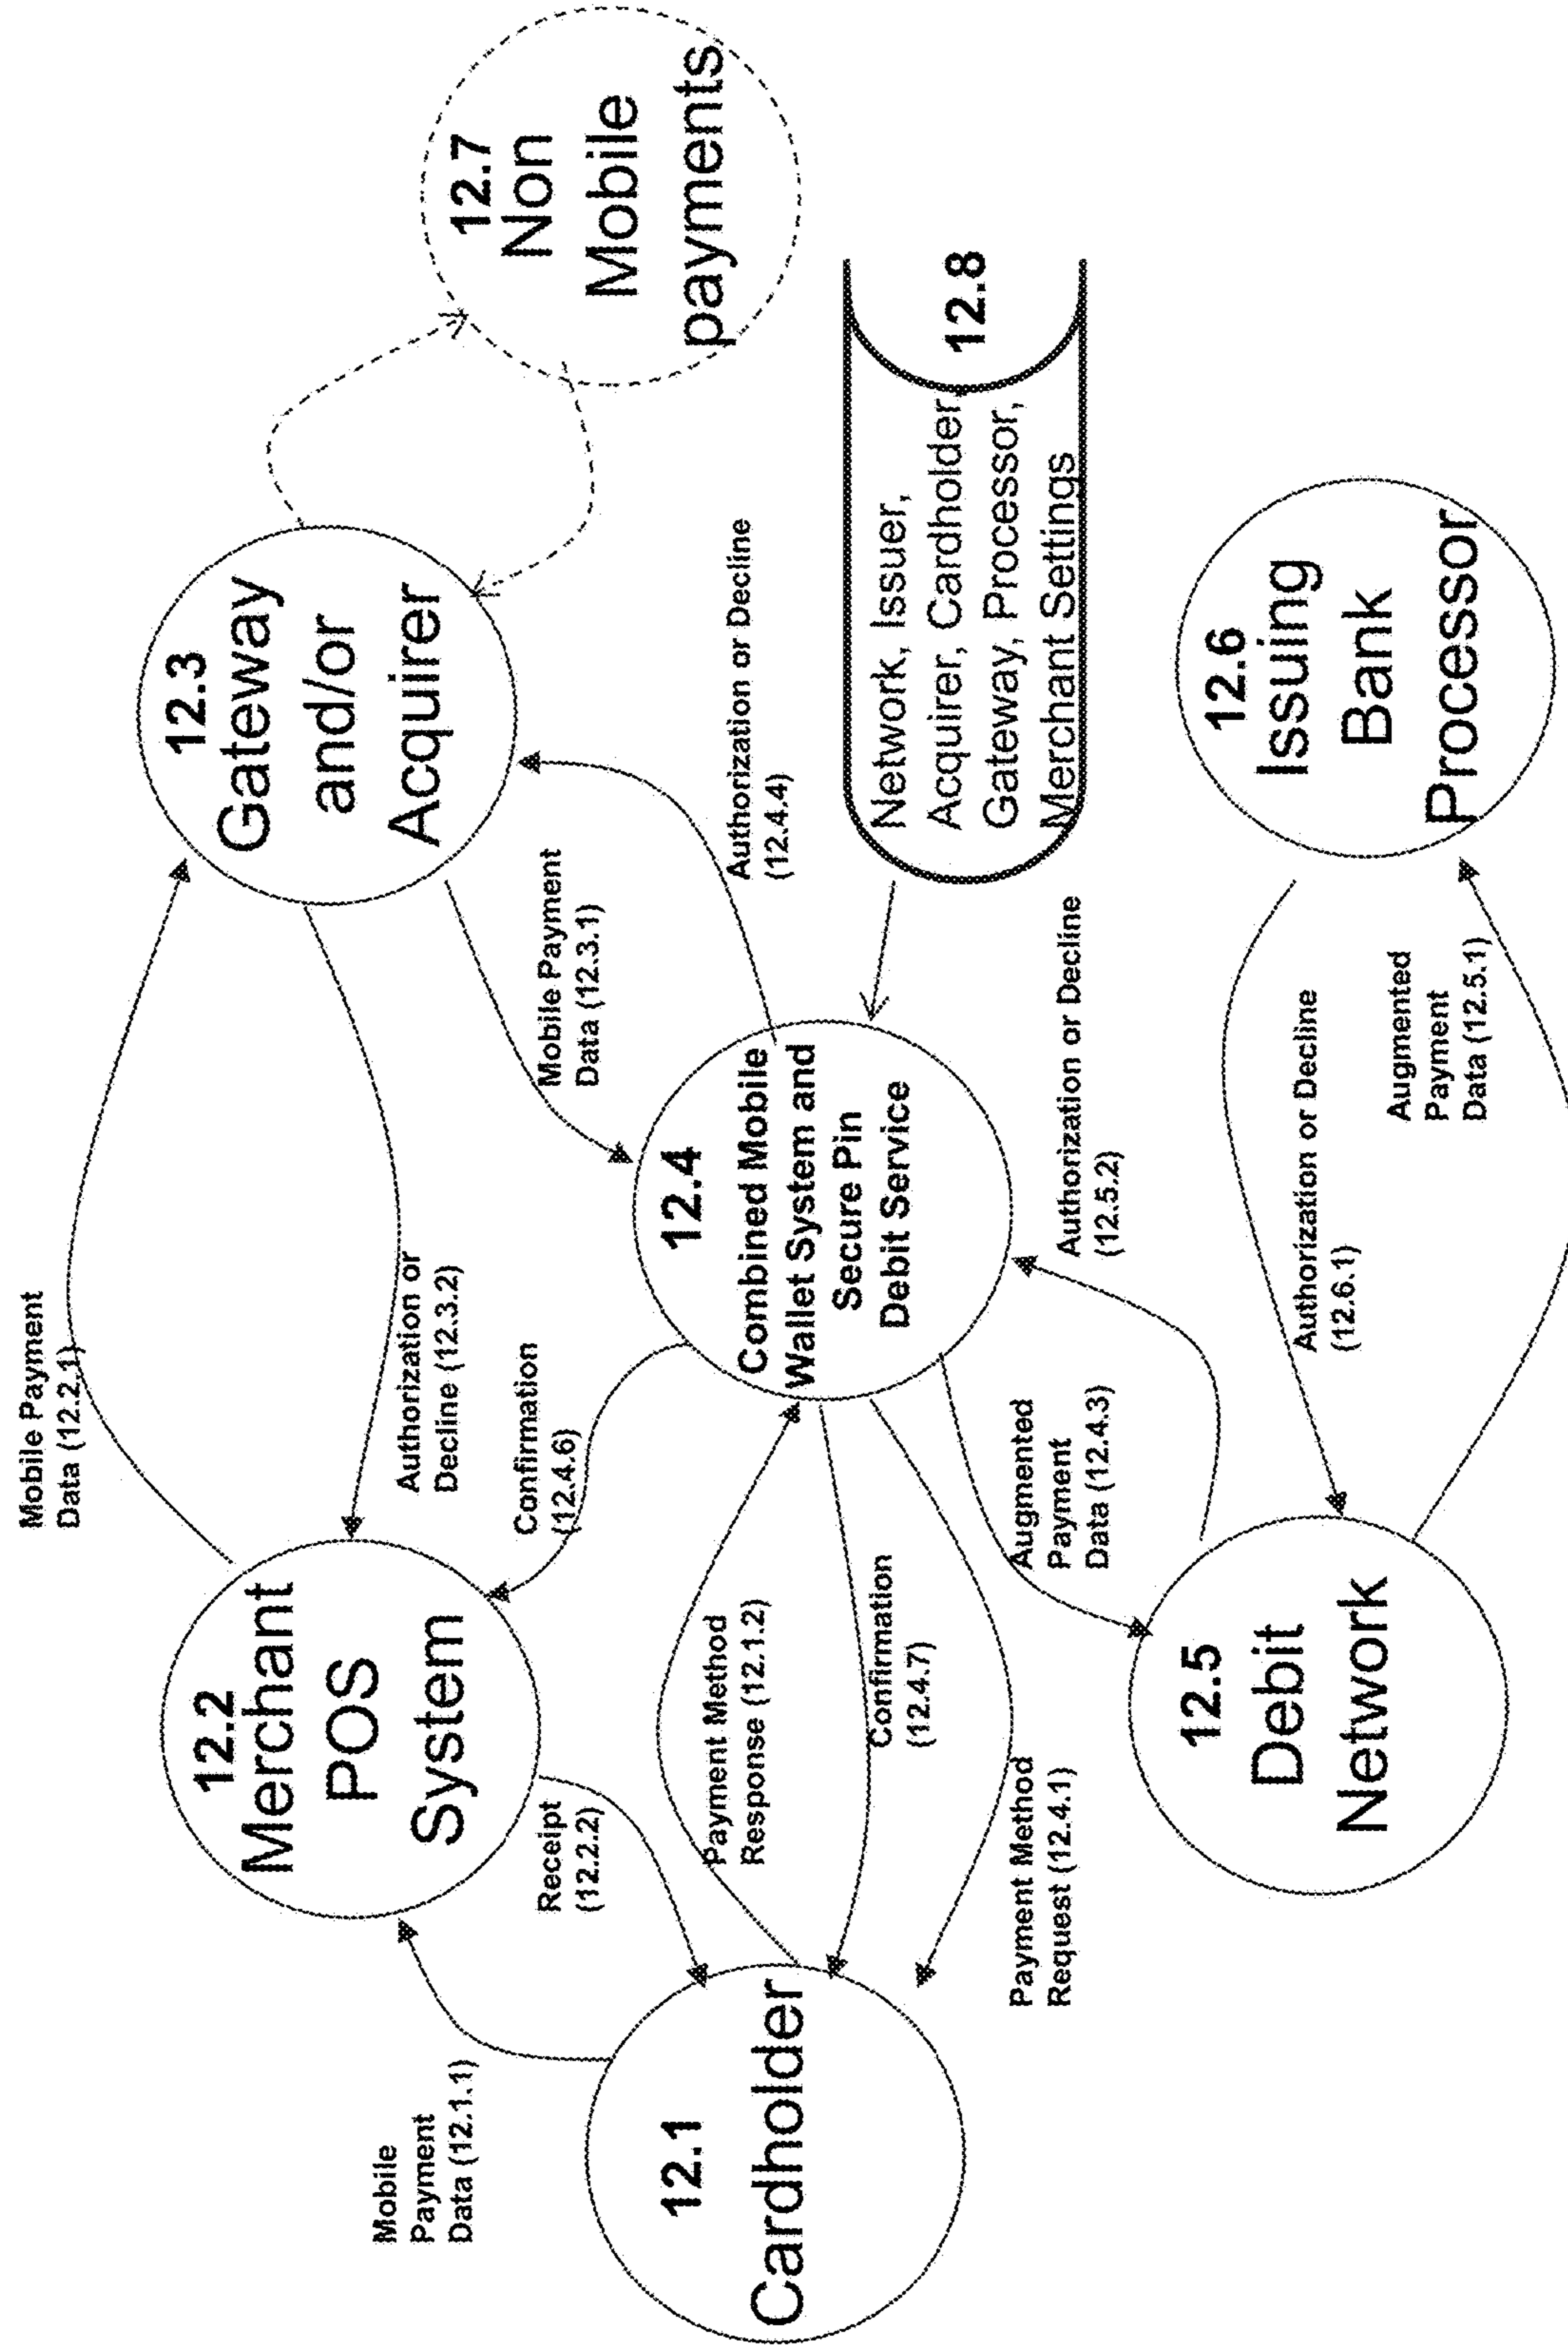 12.1
Cardholder
Mobile
Payment
Data (12.1.1)
12.2
Merchant
POS
System
Receipt
(12.2.2)
Mobile Payment
Data (12.2.1)
Authorization or
Decline (12.3.2)
12.3
Gateway
and/or
Acquirer
12.7
Non
Mobile
payments
Confirmation
(12.4.6)
Mobile Payment
Data (12.3.1)
Authorization or Decline
(12.4.4)
Payment Method
Response (12.1.2)
Confirmation
(12.4.7)
Payment Method
Request (12.4.1)
12.4
Combined Mobile
Wallet System and
Secure Pin
Debit Service
12.8
Network, Issuer,
Acquirer, Cardholder,
Gateway, Processor,
Merchant Settings
Augmented
Payment
Data (12.4.3)
Authorization or Decline
(12.5.2)
12.5
Debit
Network
Authorization or Decline
(12.6.1)
Augmented
Payment
Data (12.5.1)
12.6
Issuing
Bank
Processor